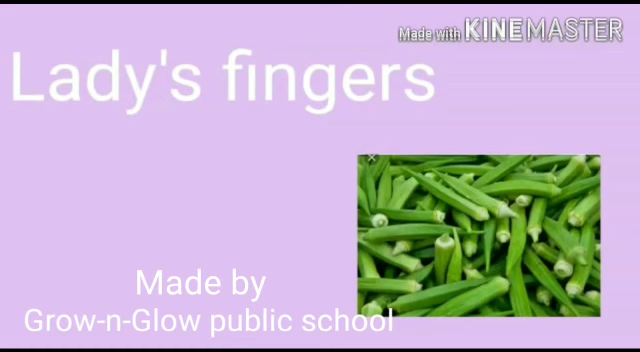 Made with KINEMASTER
Lady's fingers
Made by
Grow-n-Glow public school